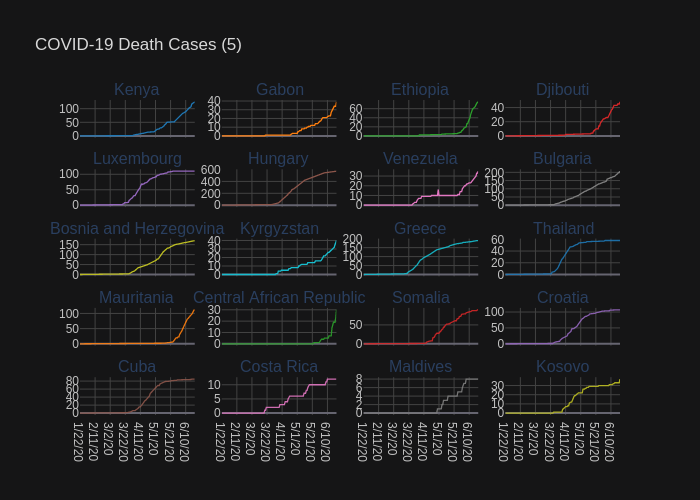 COVID-19 Death Cases (5)
Kenya Gabon Ethiopia Djibouti
100 50 0
40 30 20 10 0
60 40 20 0
40 20 0
Luxembourg Hungary Venezuela Bulgaria
100 50 0
600 400 200 0
30 20 10 0
200 150 100 50 0
Bosnia and Herzegovina Kyrgyzstan Greece Thailand
150 100 50 0
40 30 20 10 0
200 150 100 50 0
60 40 20 0
Mauritania Central African Republic Somalia Croatia
100 50 0
30 20 10 0
50 0
100 50 0
Cuba Costa Rica Maldives Kosovo
80 60 40 20 0
10 5 0
8 6 4 2 0
30 20 10 0
1/22/20 2/11/20 3/2/20 3/22/20 4/11/20 5/1/20 5/21/20 6/10/20
1/22/20 2/11/20 3/2/20 3/22/20 4/11/20 5/1/20 5/21/20 6/10/20
1/22/20 2/11/20 3/2/20 3/22/20 4/11/20 5/1/20 5/21/20 6/10/20
1/22/20 2/11/20 3/2/20 3/22/20 4/11/20 5/1/20 5/21/20 6/10/20